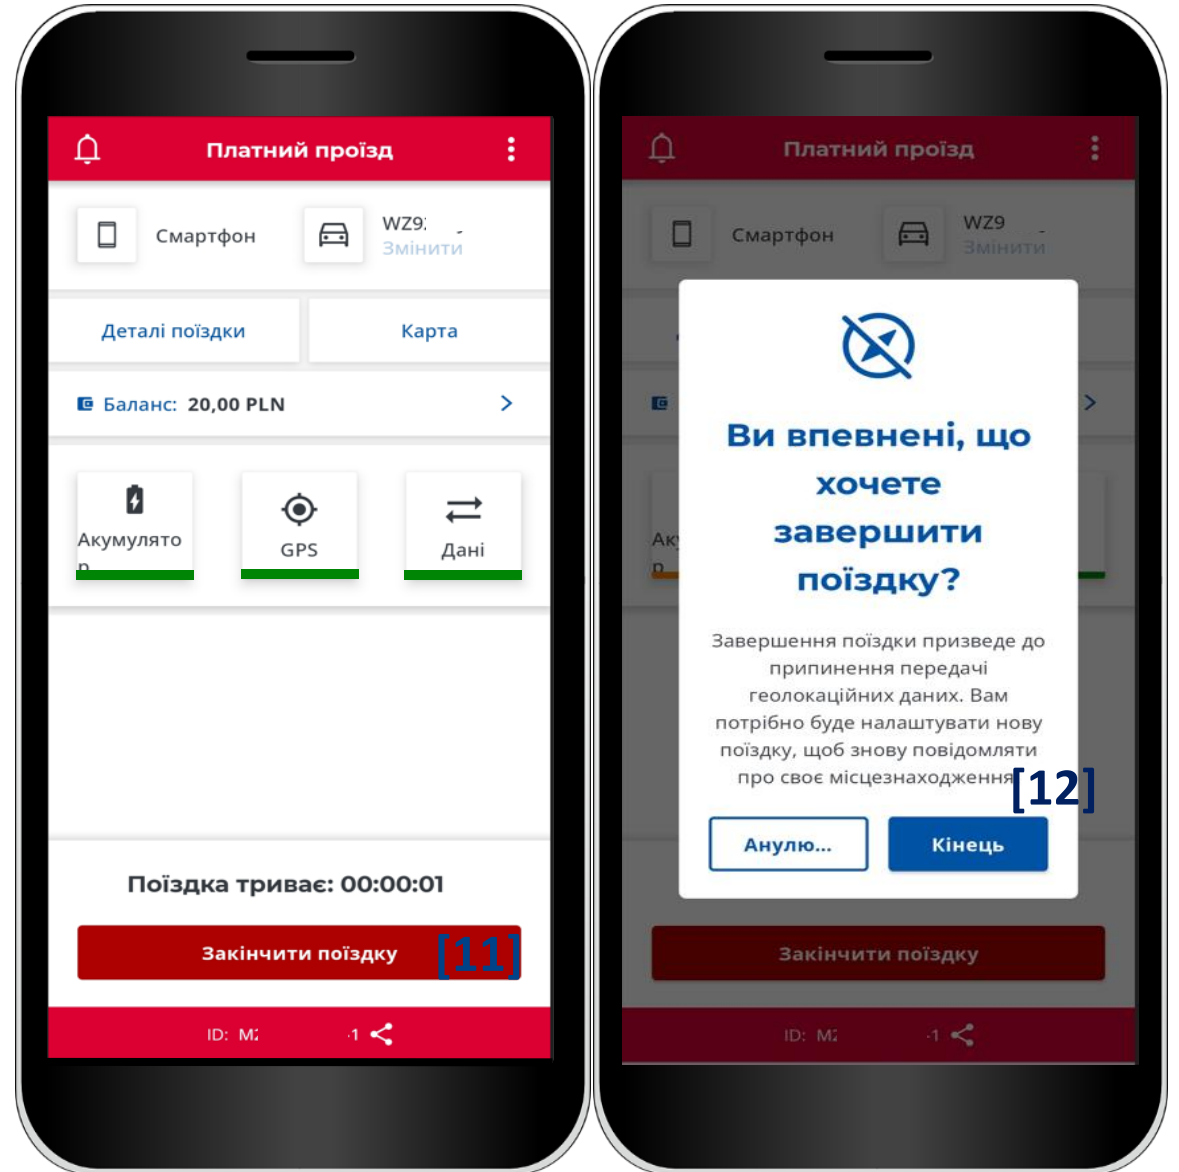 Платний проїзд
Смартфон
WZ9
Змінити
Деталі поїздки
Карта
Баланс: 20,00 PLN
Акумулято
р
GPS
Дані
Поїздка триває: 00:00:01
Закінчити поїздку
[11]
ID: M
-1
Платний проїзд
Смартфон
WZ9
Змінити
Ак
р
Ви впевнені, що
хочете
завершити
поїздку?
Завершення поїздки призведе до
припинення передачі
геолокаційних даних. Вам
потрібно буде налаштувати нову
поїздку, щоб знову повідомляти
про своє місцезнаходження
[12]
Анулю...
Кінець
Закінчити поїздку
ID: M
-1